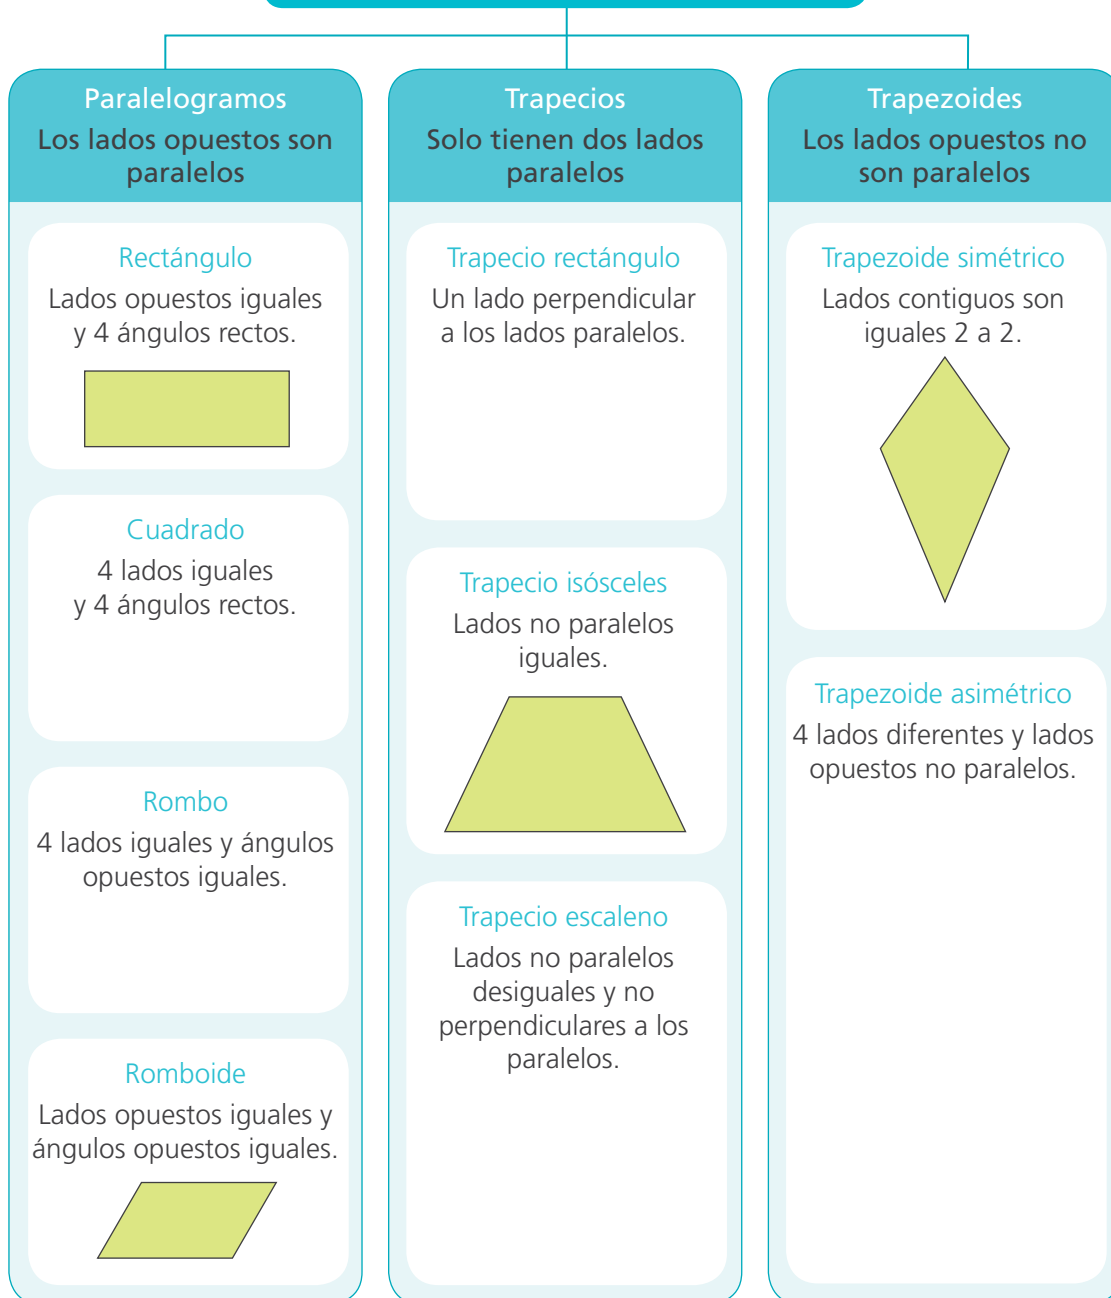 Paralelogramos
Los lados opuestos son
paralelos
Rectángulo
Lados opuestos iguales
y 4 ángulos rectos.
Cuadrado
4 lados iguales
y 4 ángulos rectos.
Rombo
4 lados iguales y ángulos
opuestos iguales.
Romboide
Lados opuestos iguales y
ángulos opuestos iguales.
Trapecios
Solo tienen dos lados
paralelos
Trapecio rectángulo
Un lado perpendicular
a los lados paralelos.
Trapecio isósceles
Lados no paralelos
iguales.
Trapecio escaleno
Lados no paralelos
desiguales y no
perpendiculares a los
paralelos.
Trapezoides
Los lados opuestos no
son paralelos
Trapezoide simétrico
Lados contiguos son
iguales 2 a 2.
Trapezoide asimétrico
4 lados diferentes y lados
opuestos no paralelos.